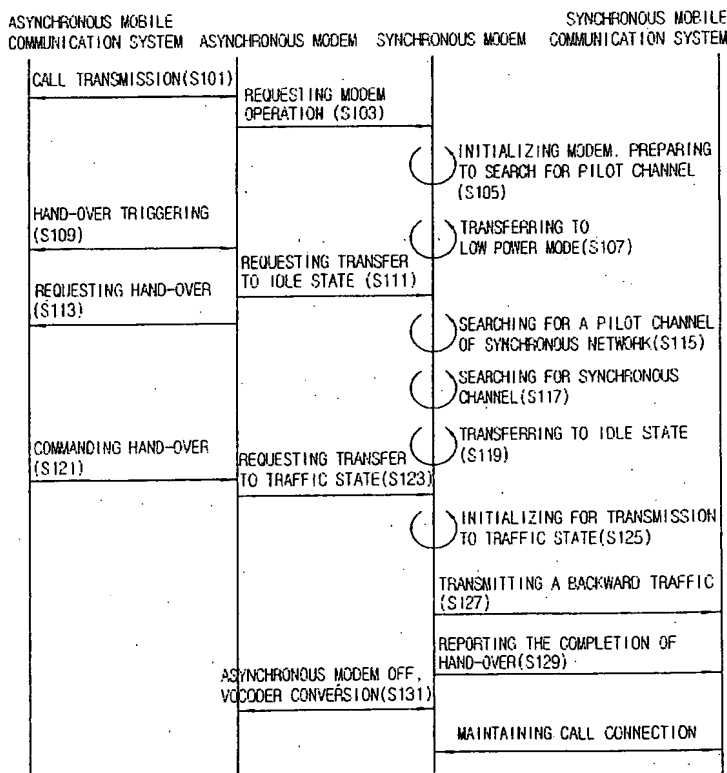 ASYNCHRONOUS MOBILE
COMMUNICATION SYSTEM
ASYNCHRONOUS MODEM
SYNCHRONOUS MODEM
SYNCHRONOUS MOBILE
COMMUNICATION SYSTEM
CALL TRANSMISSION(S101)
REQUESTING MODEM
OPERATION (S103)
INITIALIZING MODEM. PREPARING
TO SEARCH FOR PILOT CHANNEL
(S105)
HAND-OVER TRIGGERING
(S109)
TRANSFERRING TO
LOW POWER MODE(S107)
REQUESTING TRANSFER
TO IDLE STATE (S111)
REQUESTING HAND-OVER
(S113)
SEARCHING FOR A PILOT CHANNEL
OF SYNCHRONOUS NETWORK(S115)
SEARCHING FOR SYNCHRONOUS
CHANNEL(S117)
TRANSFERRING TO IDLE STATE
(S119)
COMMANDING HAND-OVER
(S121)
REQUESTING TRANSFER
TO TRAFFIC STATE(S123)
INITIALIZING FOR TRANSMISSION
TO TRAFFIC STATE(S125)
TRANSMITTING A BACKWARD TRAFFIC
(S127)
REPORTING THE COMPLETION OF
HAND-OVER(S129)
ASYNCHRONOUS MODEM OFF,
VOCODER CONVERSION(S131)
MAINTAINING CALL CONNECTION